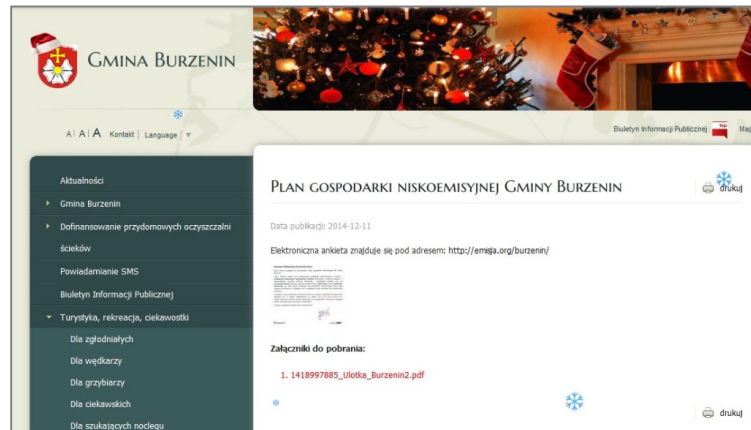 GMINA BURZENIN
A| A| A Kontakt | Language | ▼
Biuletyn Informacji Publicznej bip Map
Aktualności
Gmina Burzenin
Dofinansowanie przydomowych oczyszczalni
ścieków
Powiadamianie SMS
Biuletyn Informacji Publicznej
Turystyka, rekreacja, ciekawostki
Dla zgłodniałych
Dla wędkarzy
Dla grzybiarzy
Dla ciekawskich
Dla szukających noclegu
PLAN GOSPODARKI NISKOEMISYJNEJ GMINY BURZENIN
drukuj
Data publikacji: 2014-12-11
Elektroniczna ankieta znajduje się pod adresem: http://emisja.org/burzenin/
Załączniki do pobrania:
1. 1418997885_Ulotka_Burzenin2.pdf
drukuj